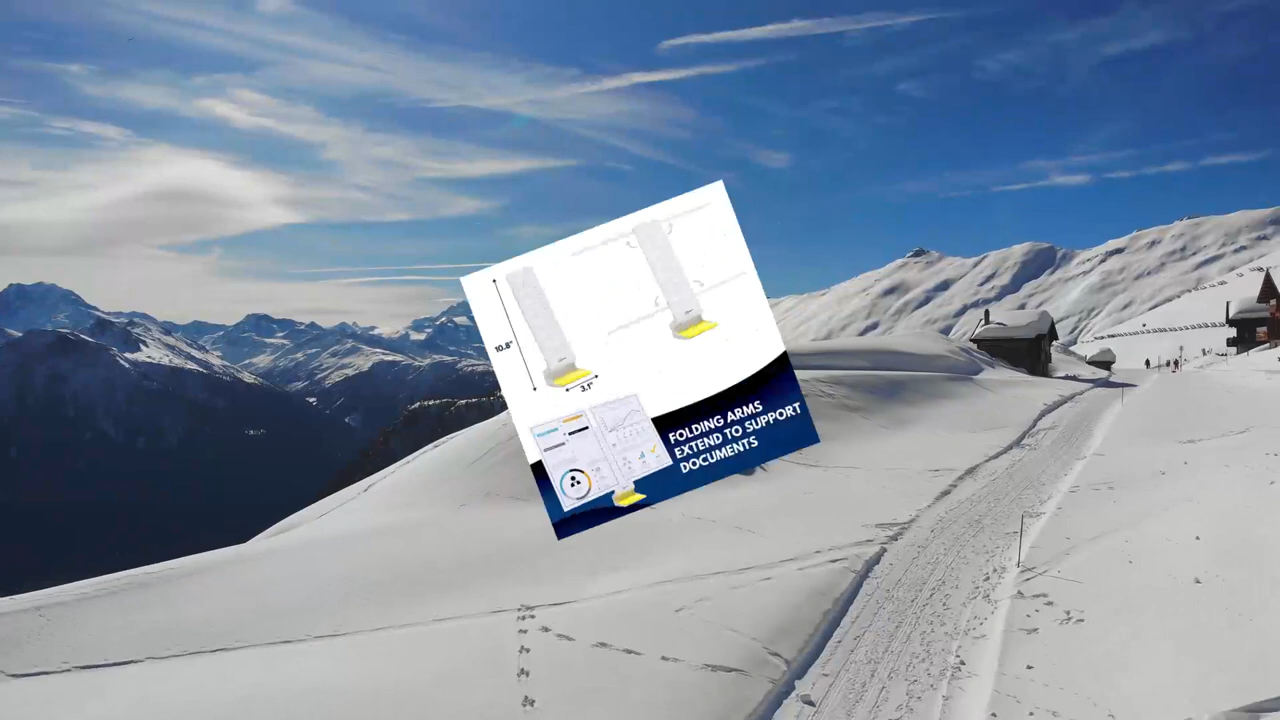 10.8"
3.1"
FOLDING ARMS
EXTEND TO SUPPORT
DOCUMENTS